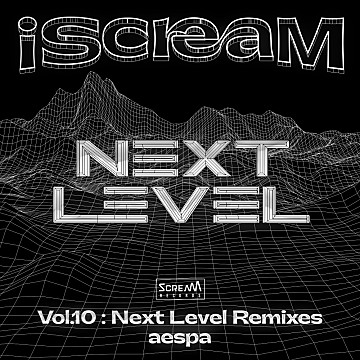 iScreaM
NEXT
LEVEL
SCREAM
RECORDS
Vol.10 : Next Level Remixes
aespa